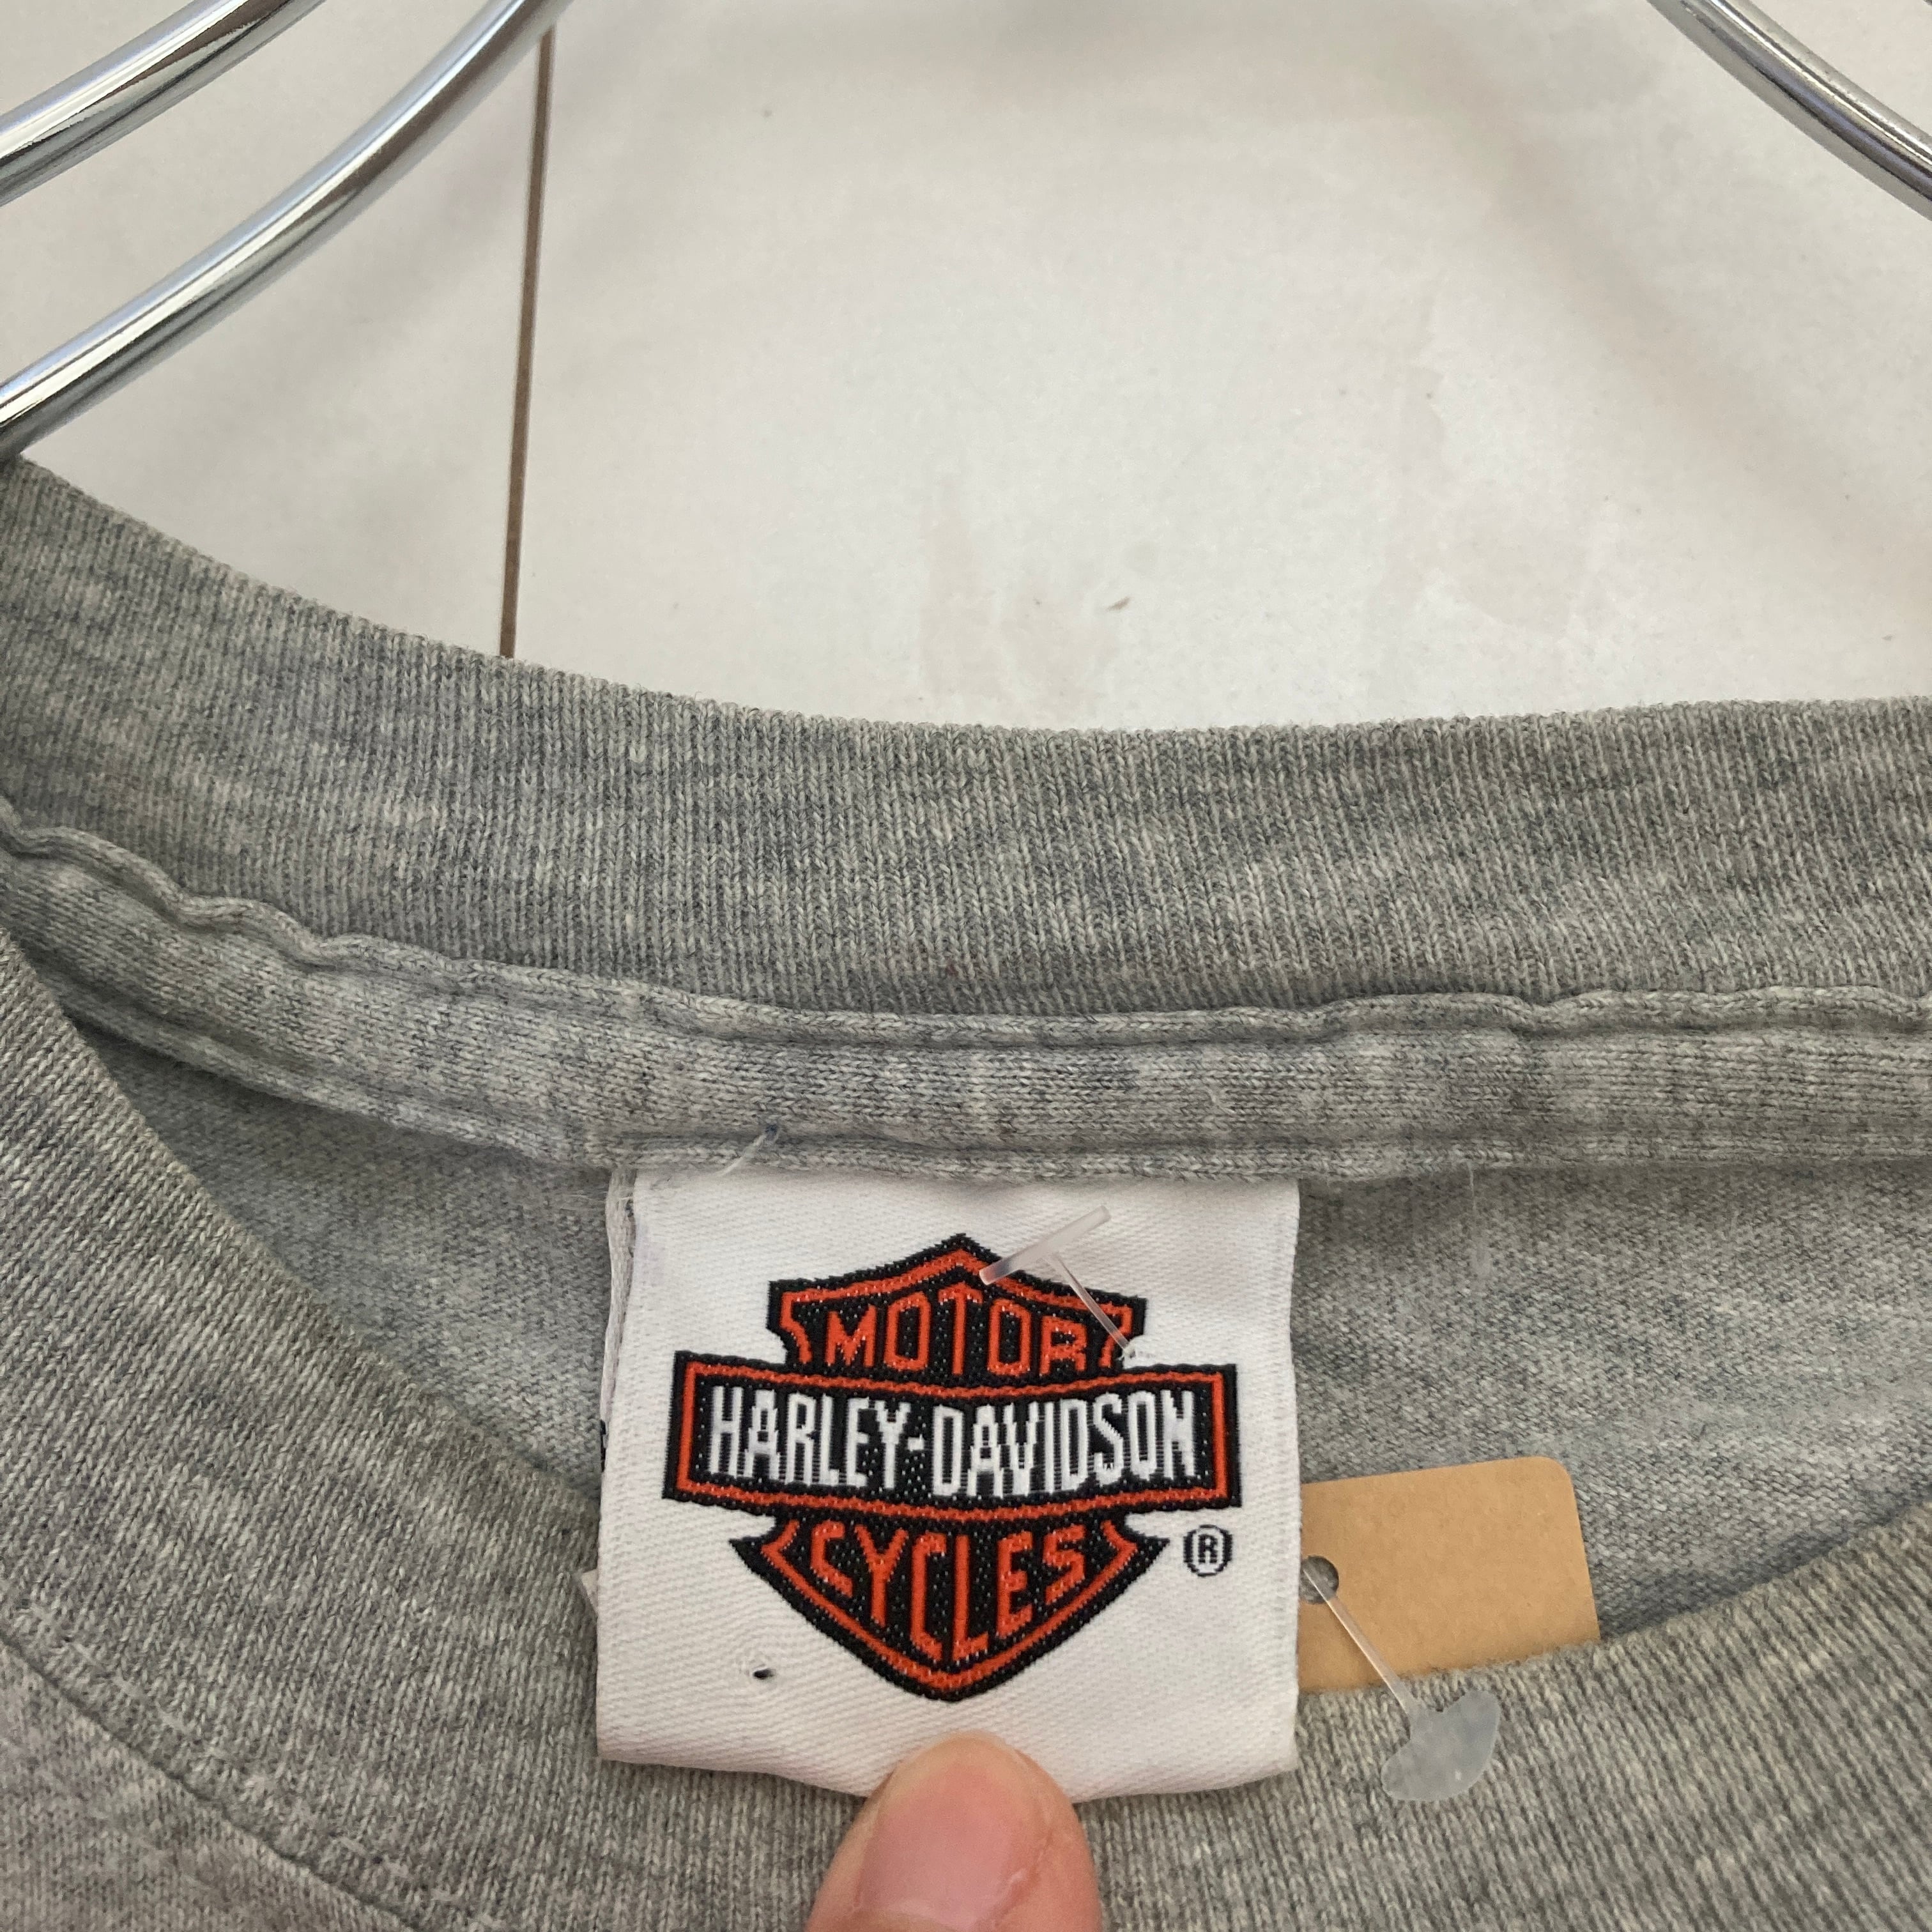 MOTOR
HARLEY-DAVIDSON
CYCLES
®